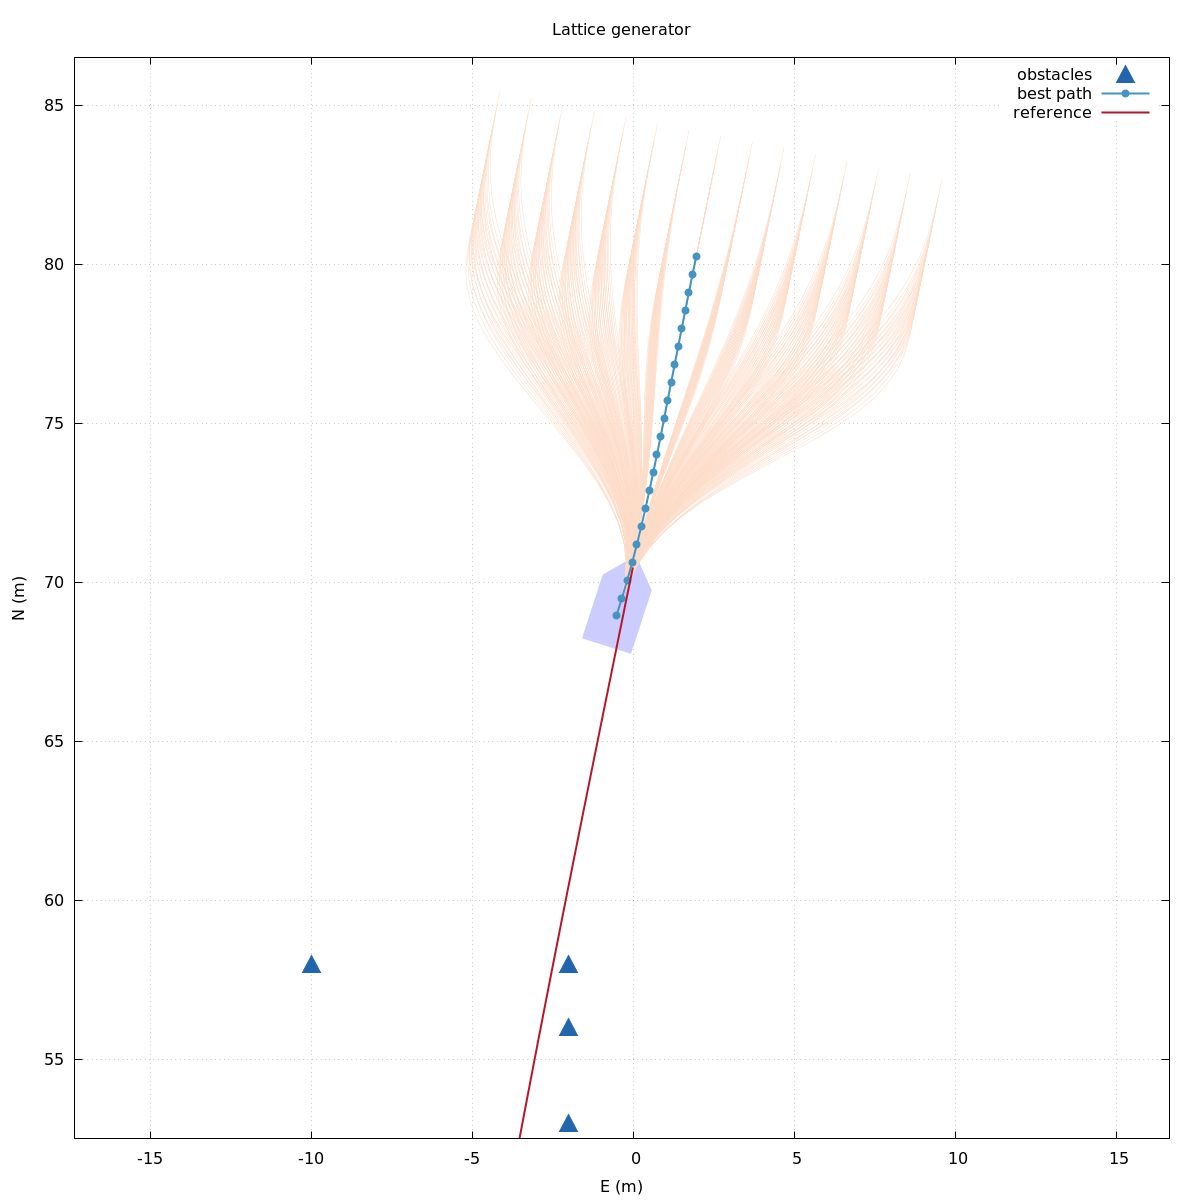 Lattice generator
obstacles
best path
reference
85
80
75
70
65
60
55
N (m)
-15 -10 -5 0 5 10 15
E (m)